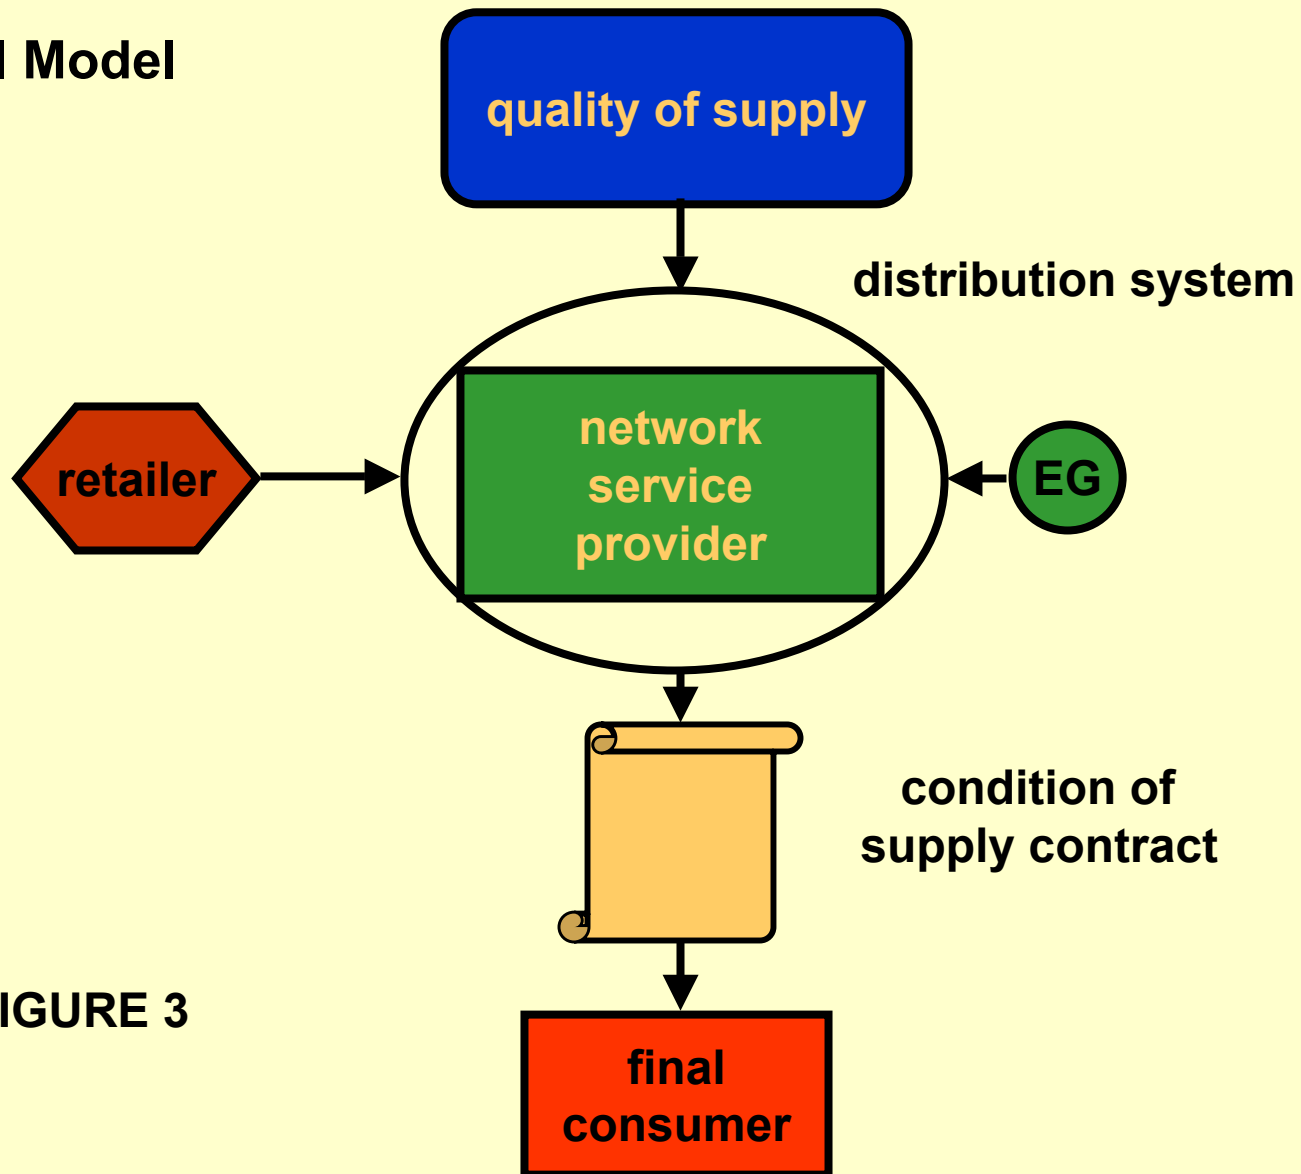 Model
quality of supply
distribution system
network
service
provider
retailer
EG
condition of
supply contract
IGURE 3
final
consumer